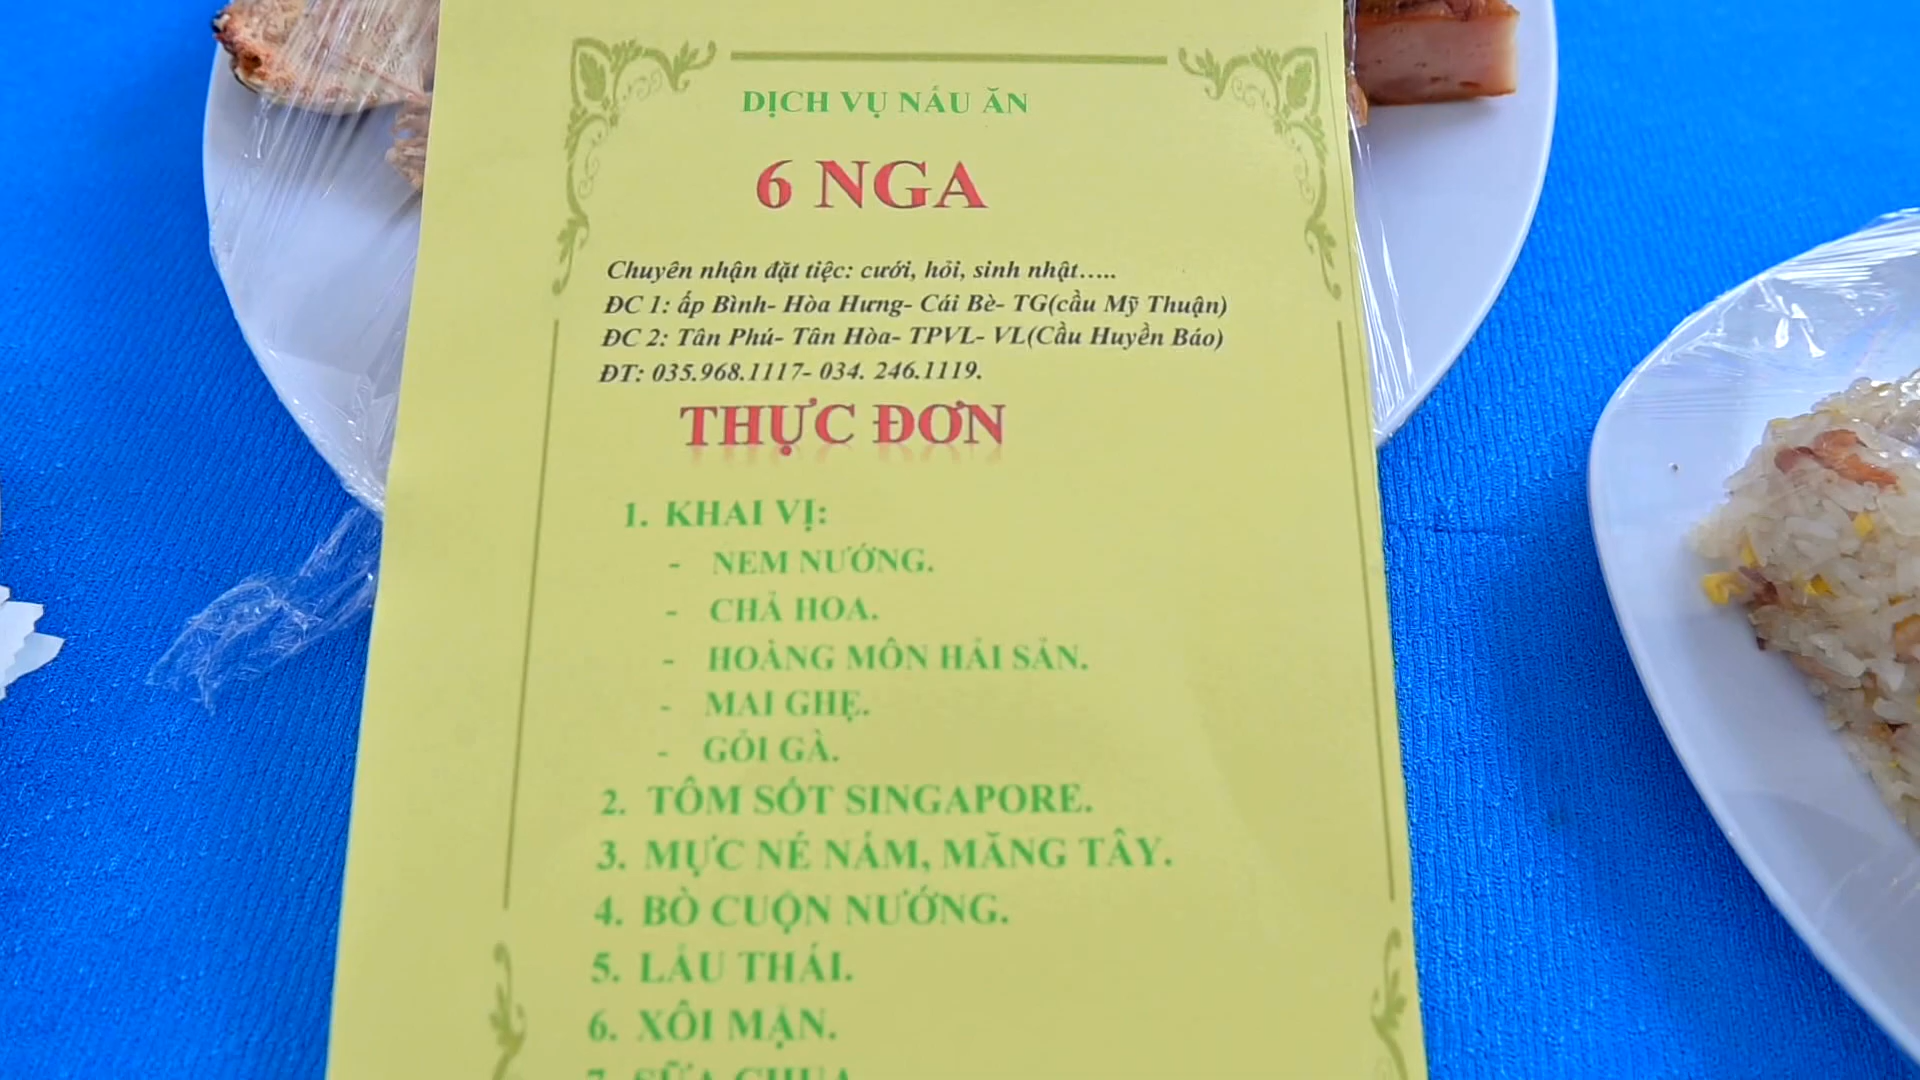 DỊCH VỤ NẤU ĂN
6 NGA
Chuyên nhận đặt tiệc: cưới, hỏi, sinh nhật.....
ĐC 1: ấp Bình- Hòa Hưng- Cái Bè- TG(cầu Mỹ Thuận)
ĐC 2: Tân Phú- Tân Hòa- TPVL- VL(Cầu Huyền Báo)
ĐT: 035.968.1117- 034. 246.1119.
THỰC ĐƠN
1. KHAI VỊ:
- NEM NƯỚNG.
- CHẢ HOA.
- HOÀNG MÔN HẢI SẢN.
- MAI GHẸ.
- GỎI GÀ.
2. TÔM SỐT SINGAPORE.
3. MỰC NÉ NẤM, MĂNG TÂY.
4. BÒ CUỘN NƯỚNG.
5. LẨU THÁI.
6. XÔI MẶN.
7. SỮA CHUA